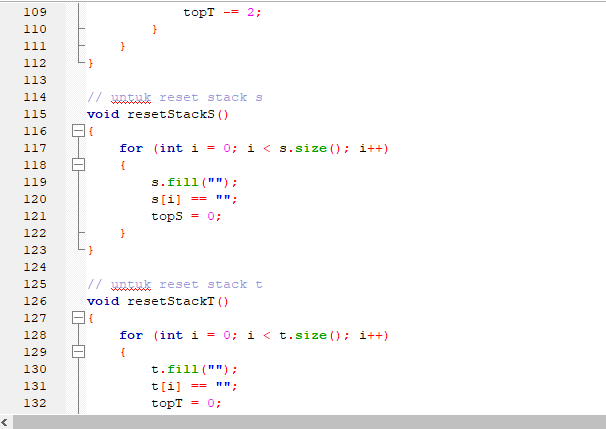 109 topT -= 2;
110 }
111 }
112 }
113
114 // untuk reset stack s
115 void resetStackS()
116 {
117 for (int i = 0; i < s.size(); i++)
118 {
119 s.fill("");
120 s[i] == "";
121 topS = 0;
122 }
123 }
124
125 // untuk reset stack t
126 void resetStackT()
127 {
128 for (int i = 0; i < t.size(); i++)
129 {
130 t.fill("");
131 t[i] == "";
132 topT = 0;